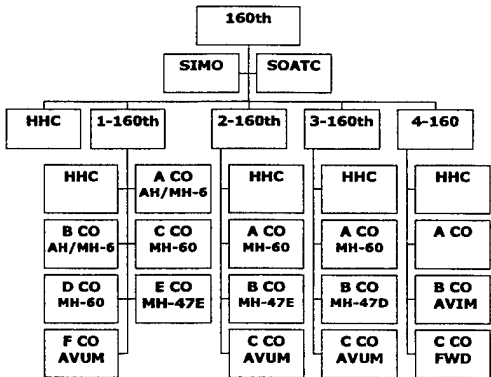 160th
SIMO
SOATC
HHC
1-160th
2-160th
3-160th
4-160
HHC
A CO
AH/MH-6
HHC
HHC
HHC
B CO
AH/MH-6
C CO
MH-60
A CO
MH-60
A CO
MH-60
A CO
D CO
MH-60
E CO
MH-47E
B CO
MH-47E
B CO
MH-47D
B CO
AVIM
F CO
AVUM
C CO
AVUM
C CO
AVUM
C CO
FWD